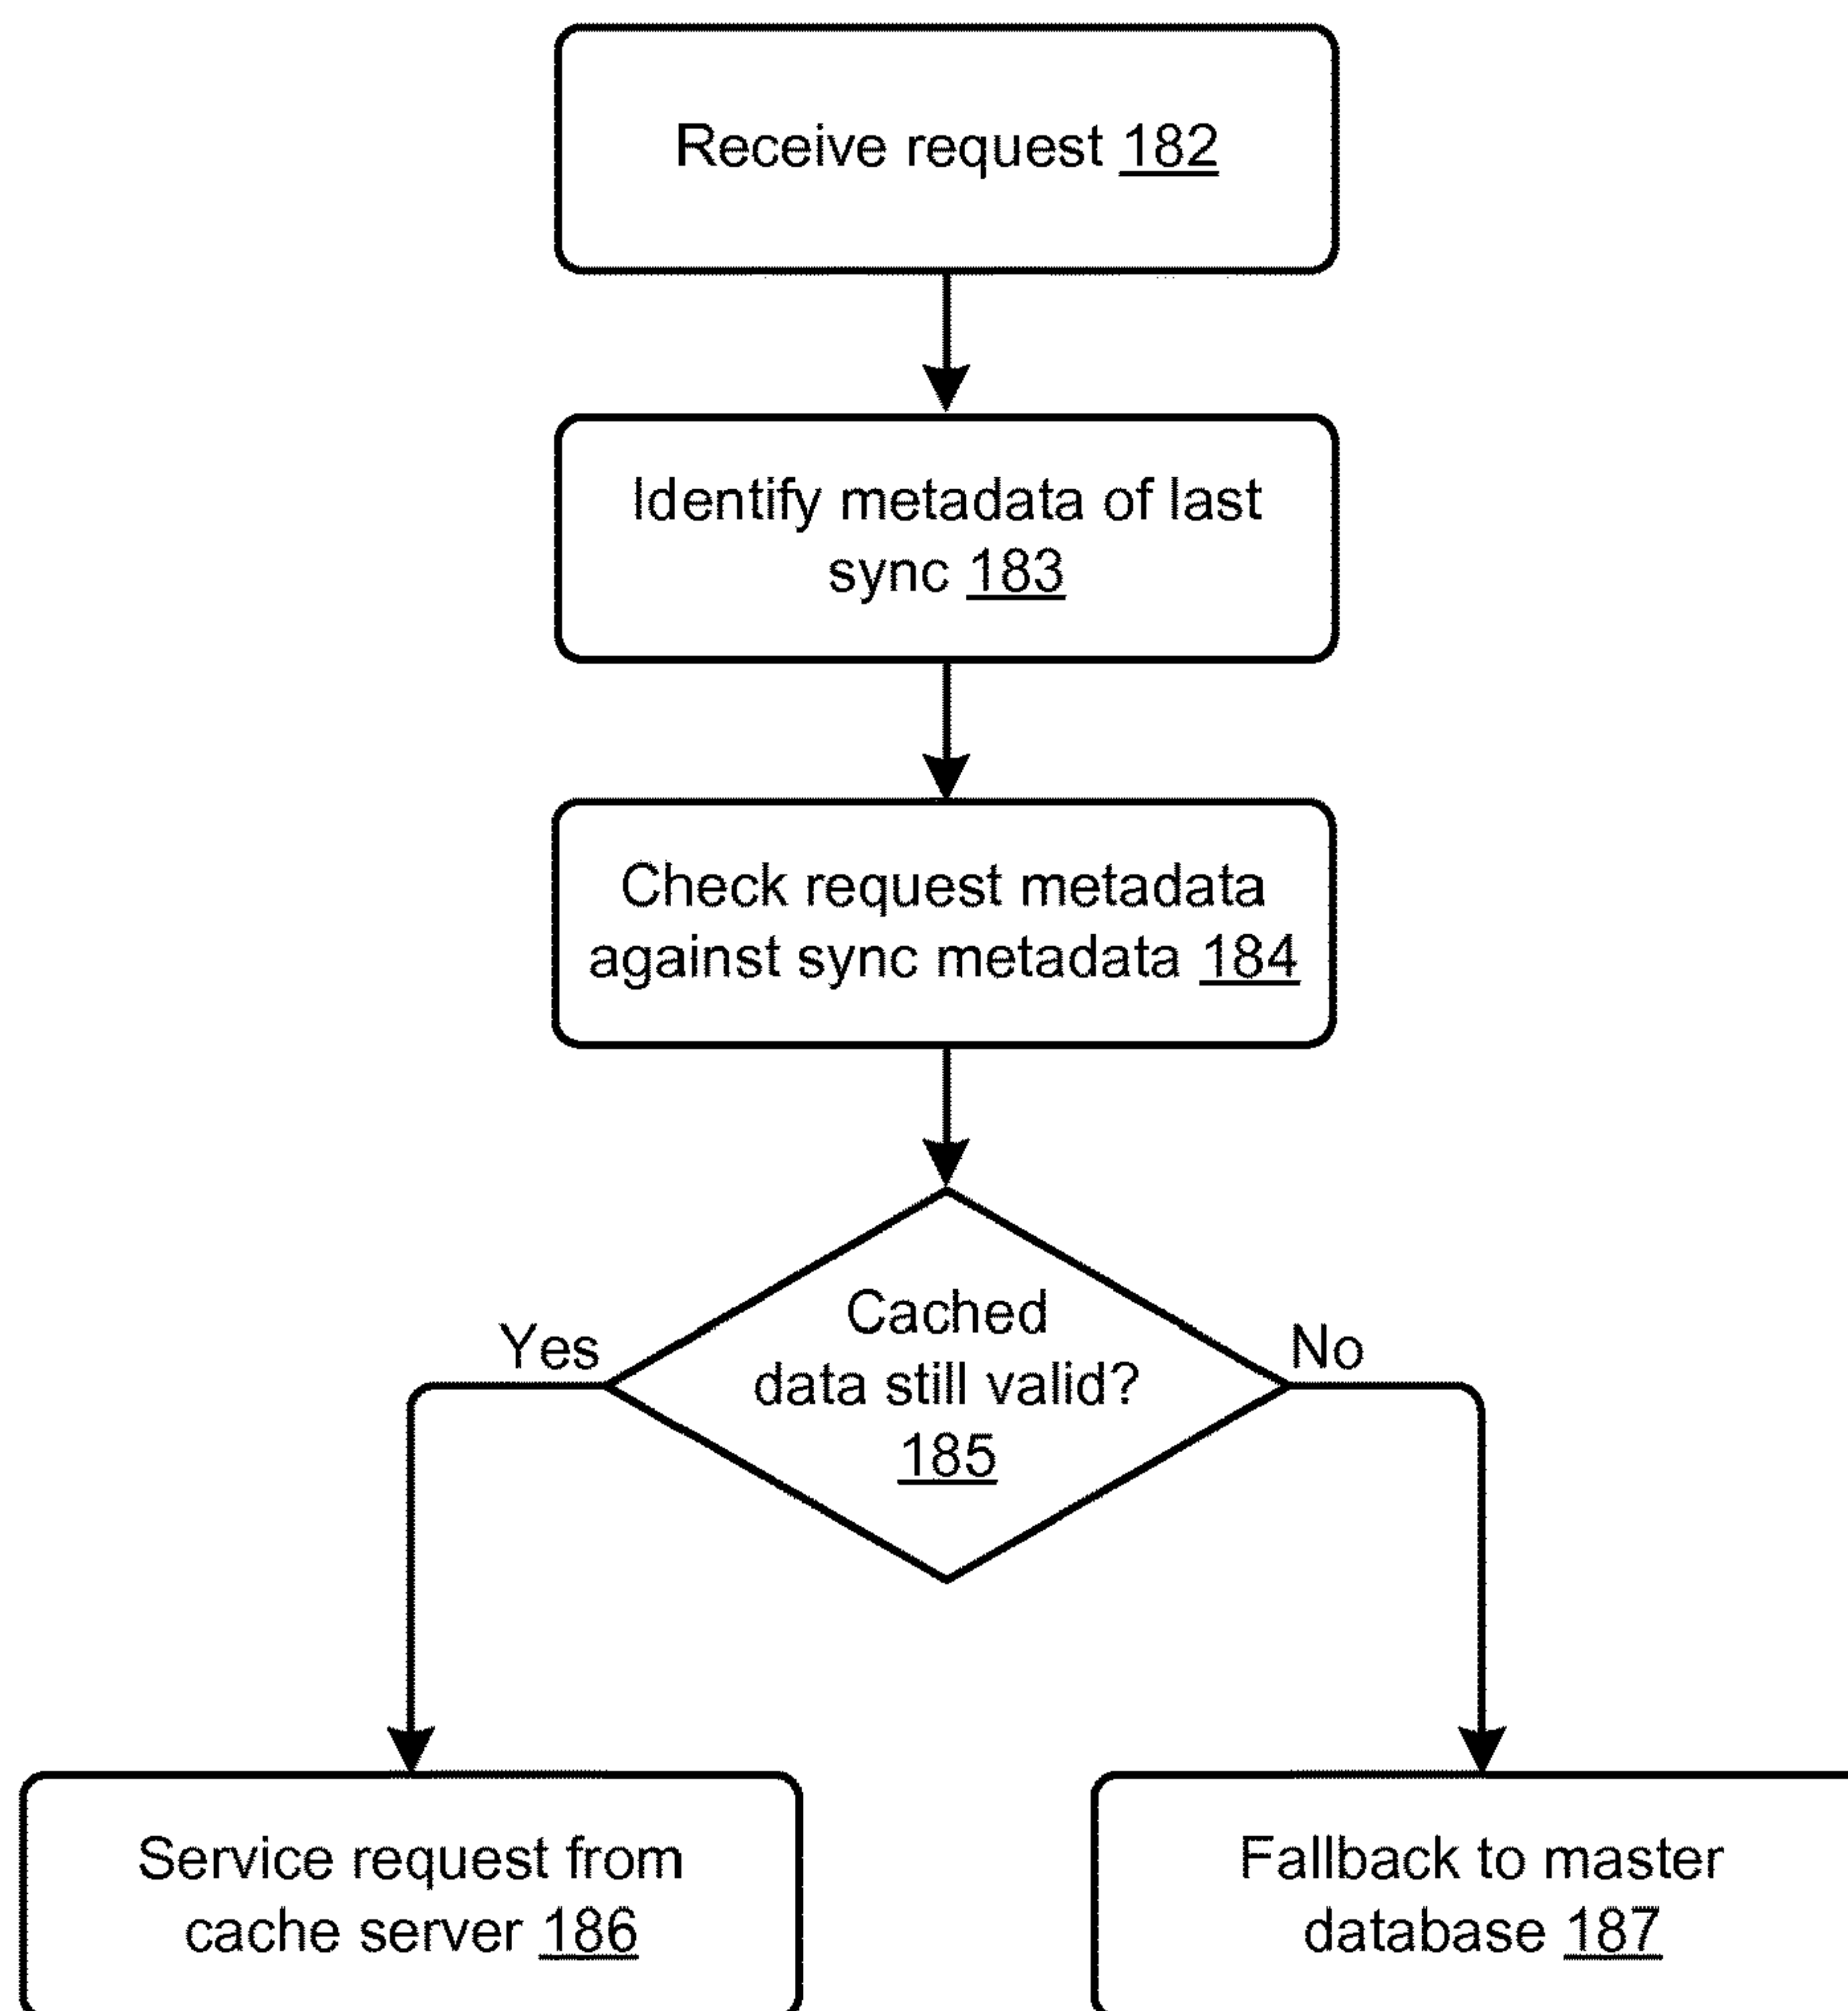 Receive request 182
Identify metadata of last
sync 183
Check request metadata
against sync metadata 184
Cached
data still valid?
185
Yes
No
Service request from
cache server 186
Fallback to master
database 187